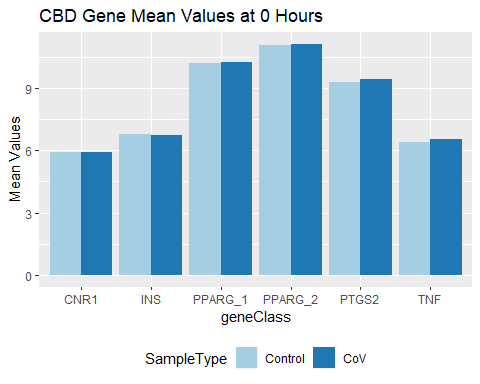 CBD Gene Mean Values at 0 Hours
Mean Values
9
6
3
0
CNR1 INS PPARG_1 PPARG_2 PTGS2 TNF
geneClass
SampleType Control CoV